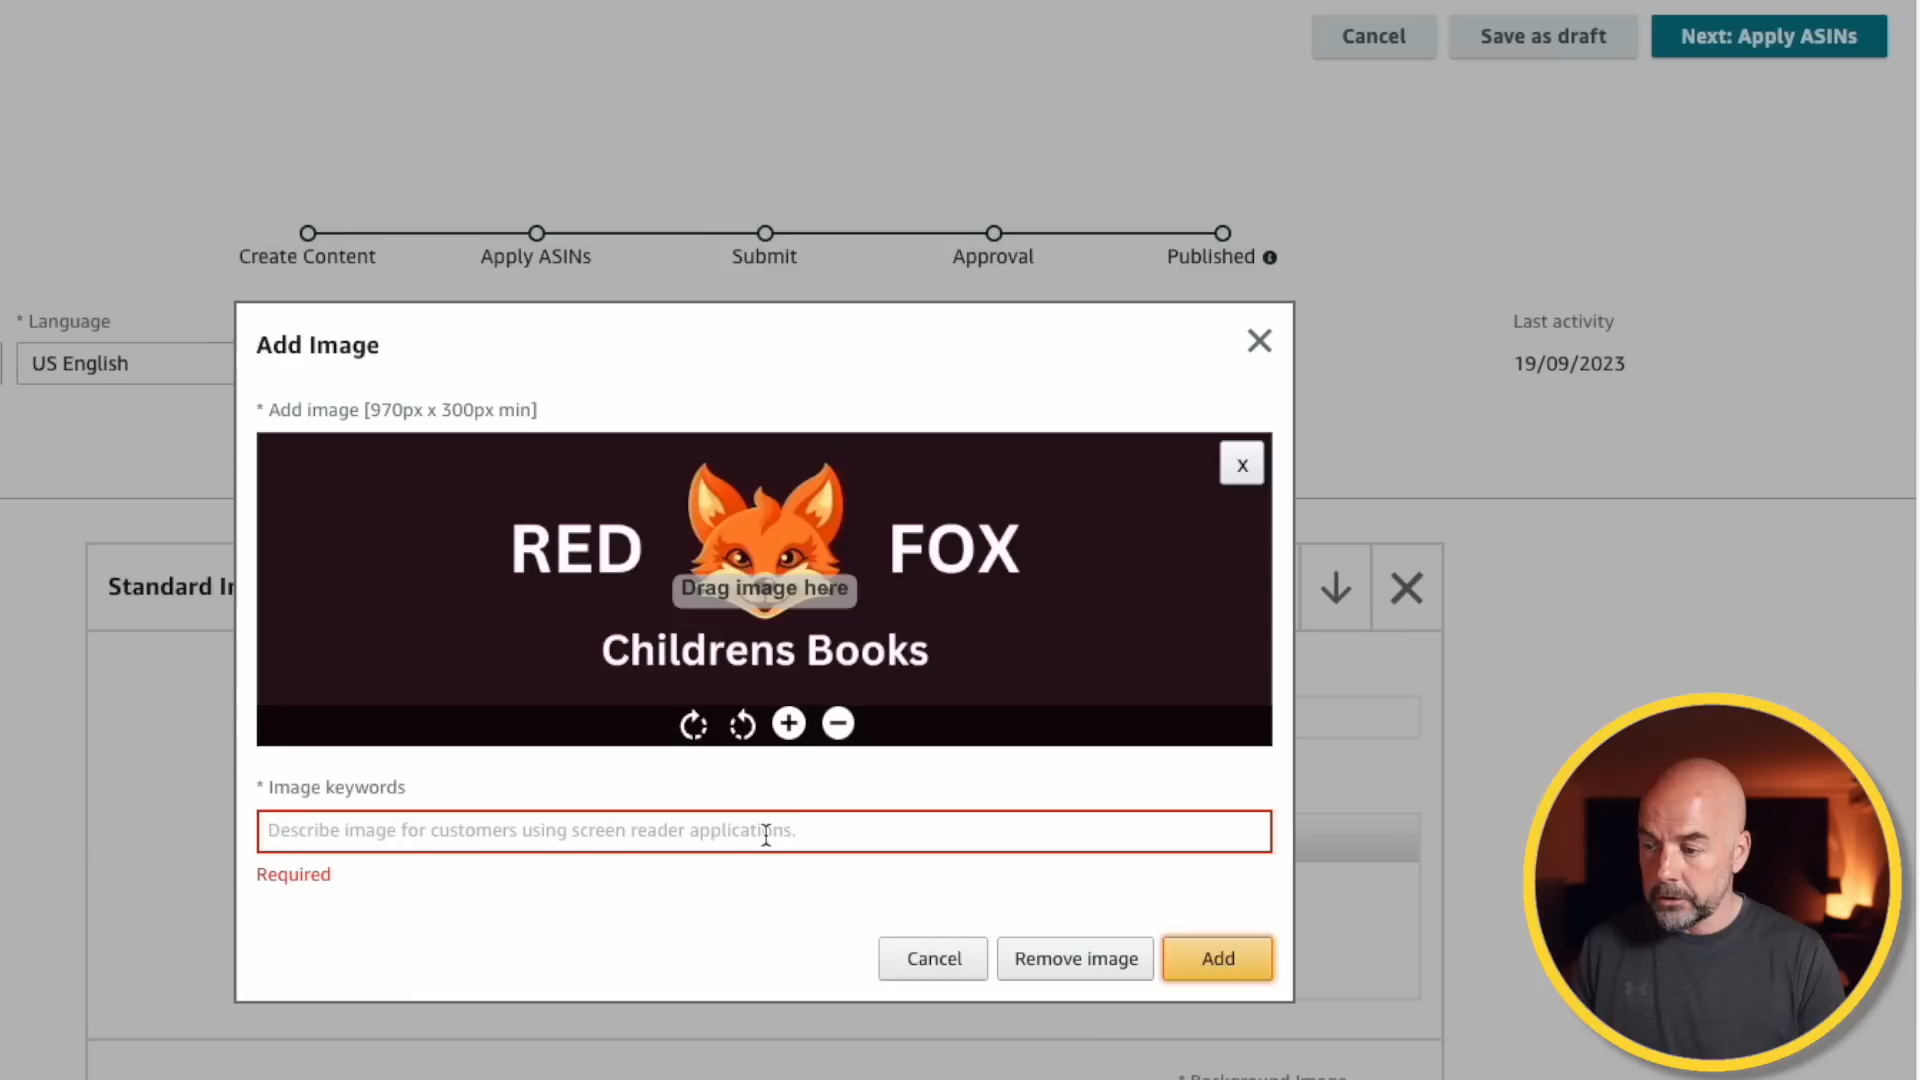 Cancel
Save as draft
Next: Apply ASINs
Create Content
Apply ASINs
Submit
Approval
Published
* Language
US English
Last activity
19/09/2023
Add Image
* Add image [970px x 300px min]
x
RED FOX
Drag image here
Childrens Books
Standard
* Image keywords
Describe image for customers using screen reader applications.
Required
Cancel
Remove image
Add
* Background Image